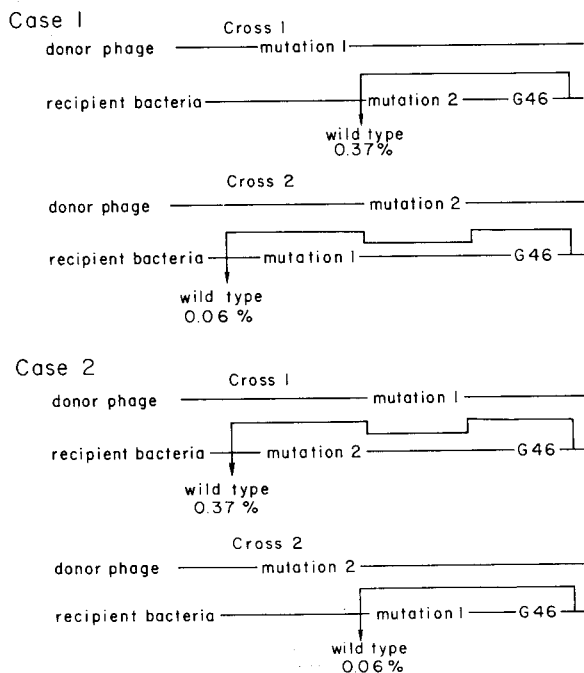 Case 1
Cross 1
donor phage mutation 1
recipient bacteria mutation 2 G46
wild type
0.37%
Cross 2
donor phage mutation 2
recipient bacteria mutation 1 G46
wild type
0.06 %
Case 2
Cross 1
donor phage mutation 1
recipient bacteria mutation 2 G46
wild type
0.37 %
Cross 2
donor phage mutation 2
recipient bacteria mutation 1 G46
wild type
0.06 %